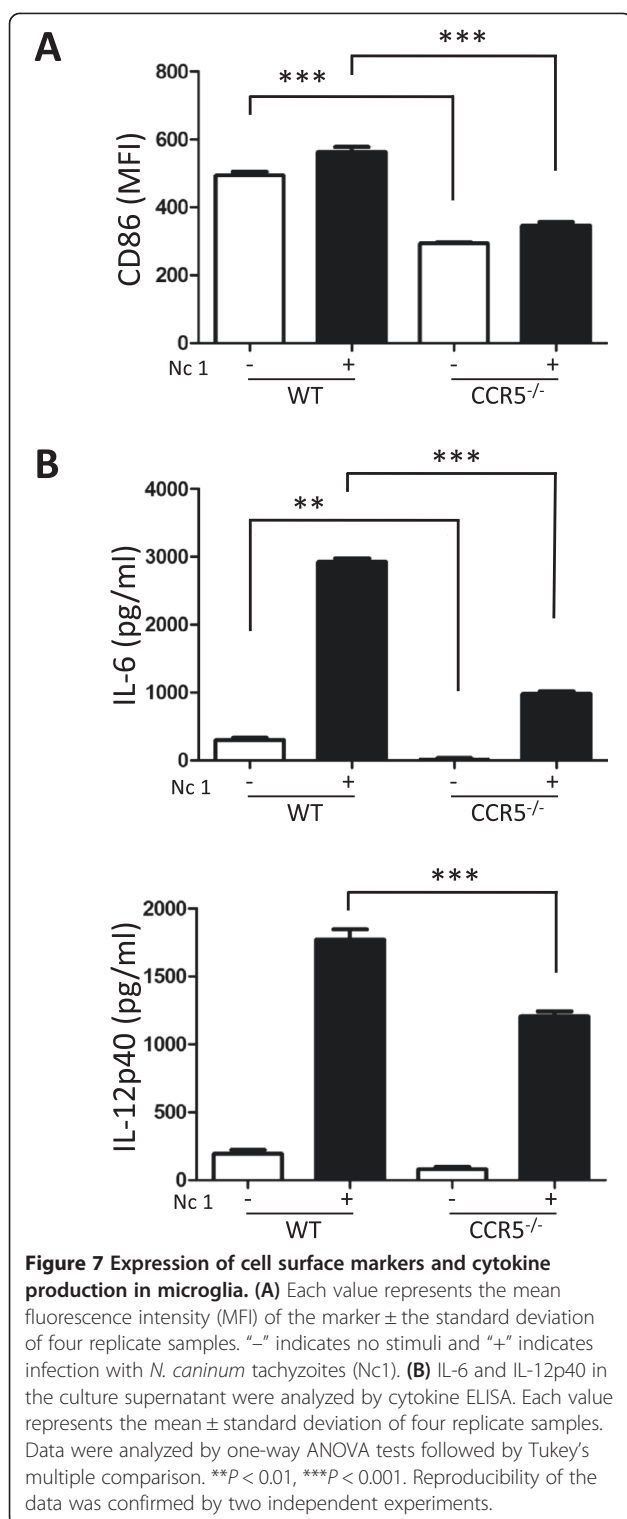 A
***
***
800
600
400
200
0
CD86 (MFI)
Nc 1 - + - +
WT CCR5-/-
B
***
**
4000
3000
2000
1000
0
IL-6 (pg/ml)
Nc 1 - + - +
WT CCR5-/-
***
2000
1500
1000
500
0
IL-12p40 (pg/ml)
Nc 1 - + - +
WT CCR5-/-
Figure 7 Expression of cell surface markers and cytokine
production in microglia. (A) Each value represents the mean
fluorescence intensity (MFI) of the marker ± the standard deviation
of four replicate samples. “–” indicates no stimuli and “+” indicates
infection with N. caninum tachyzoites (Nc1). (B) IL-6 and IL-12p40 in
the culture supernatant were analyzed by cytokine ELISA. Each value
represents the mean ± standard deviation of four replicate samples.
Data were analyzed by one-way ANOVA tests followed by Tukey’s
multiple comparison. **P < 0.01, ***P < 0.001. Reproducibility of the
data was confirmed by two independent experiments.